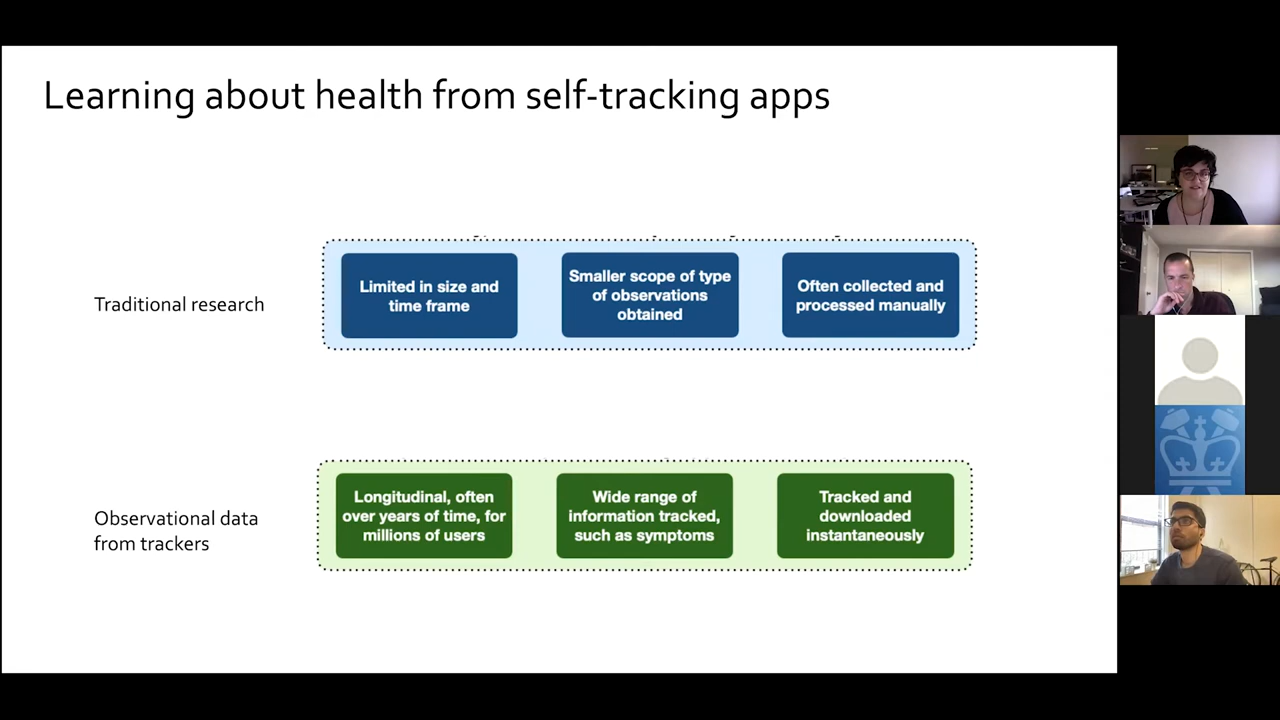 Learning about health from self-tracking apps
Traditional research
Limited in size and
time frame
Smaller scope of type
of observations
obtained
Often collected and
processed manually
Observational data
from trackers
Longitudinal, often
over years of time, for
millions of users
Wide range of
information tracked,
such as symptoms
Tracked and
downloaded
instantaneously